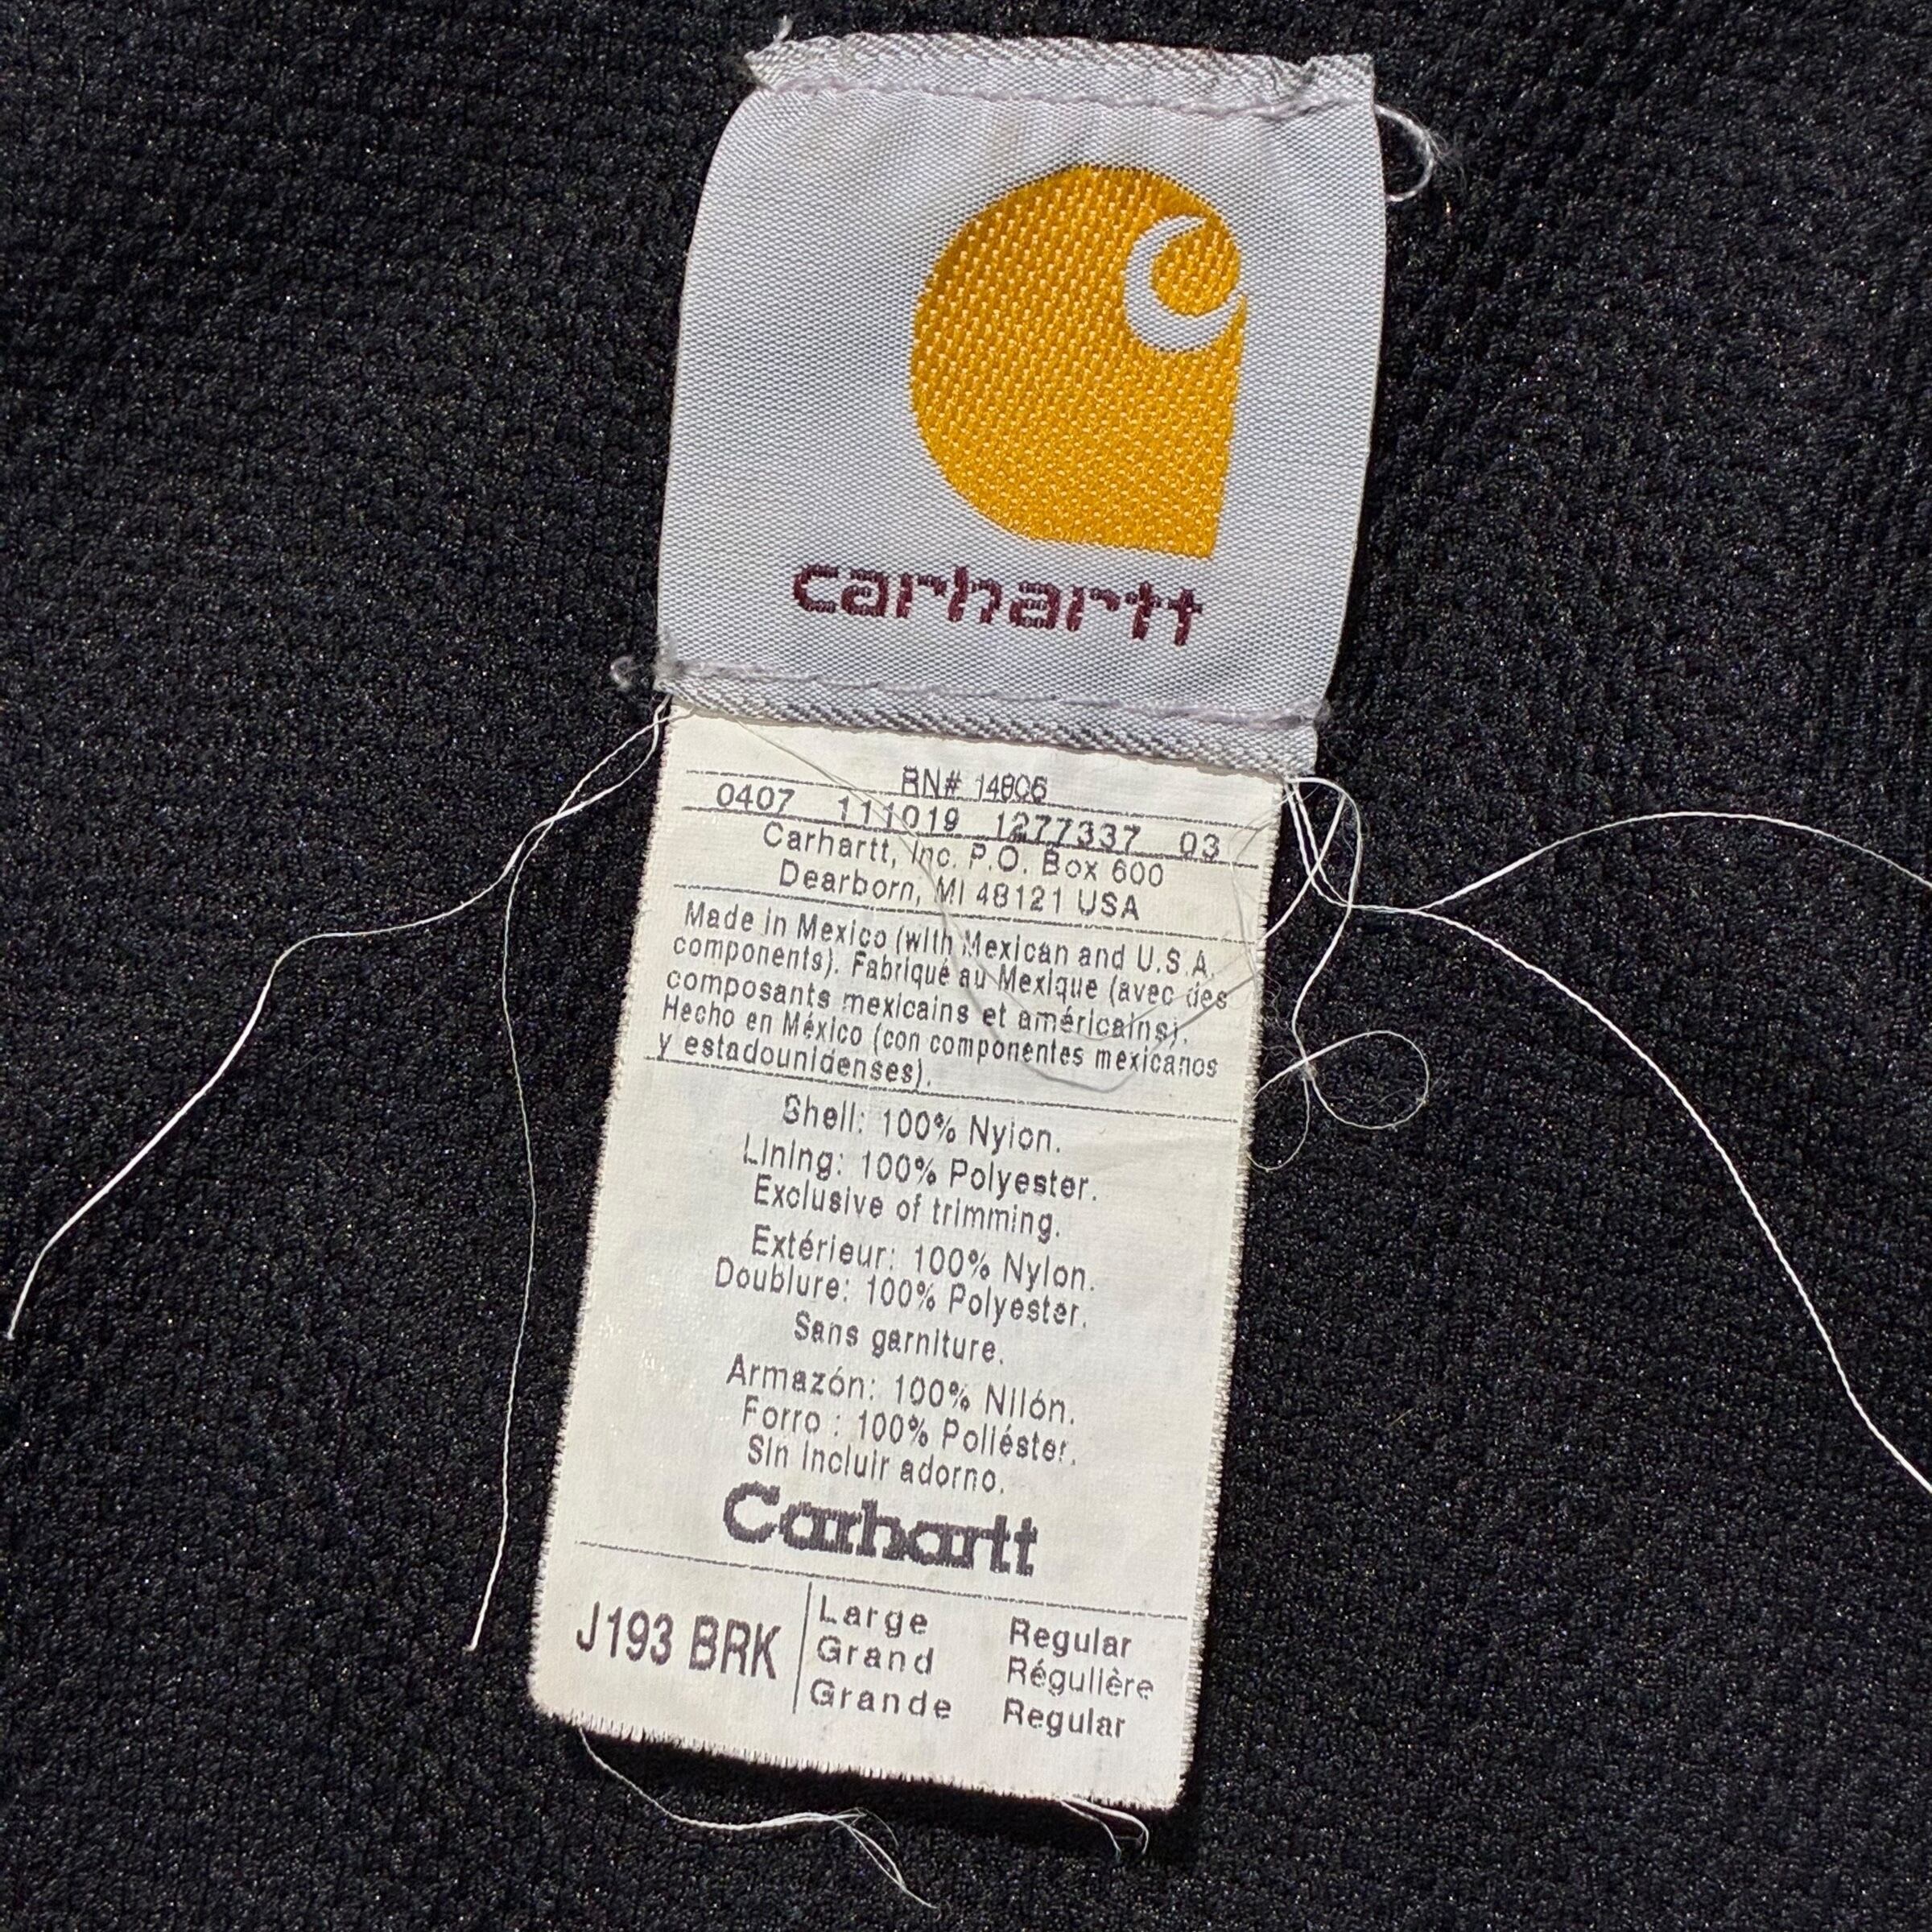 carhartt
RN# 14806
0407 111019 1277337 03
Carhartt, Inc. P.O. Box 600
Dearborn, MI 48121 USA
Made in Mexico (with Mexican and U.S.A.
components). Fabriqué au Mexique (avec des
composants mexicains et américains).
Hecho en México (con componentes mexicanos
y estadounidenses).
Shell: 100% Nylon.
Lining: 100% Polyester.
Exclusive of trimming.
Extérieur: 100% Nylon.
Doublure: 100% Polyester.
Sans garniture.
Armazón: 100% Nilón.
Forro : 100% Poliéster.
Sin incluir adorno.
Carhartt
J193 BRK
Large Regular
Grand Régulière
Grande Regular